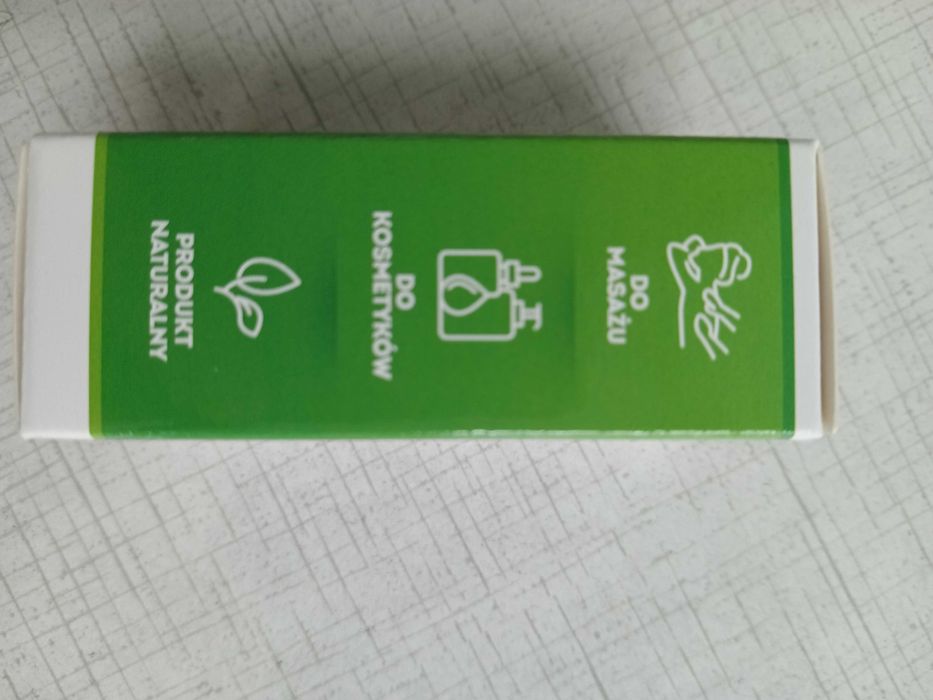 DO
MASAŻU
DO
KOSMETYKÓW
PRODUKT
NATURALNY